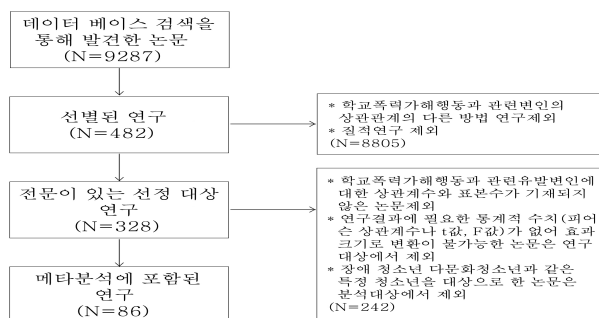 데이터 베이스 검색을
통해 발견한 논문
(N=9287)
선별된 연구
(N=482)
* 학교폭력가해행동과 관련변인의
상관관계의 다른 방법 연구제외
* 질적연구 제외
(N=8805)
전문이 있는 선정 대상
연구
(N=328)
* 학교폭력가해행동과 관련유발변인에
대한 상관계수와 표본수가 기재되지
않은 논문제외
* 연구결과에 필요한 통계적 수치(피어
슨 상관계수나 t값, F값)가 없어 효과
크기로 변환이 불가능한 논문은 연구
대상에서 제외
* 장애 청소년 다문화청소년과 같은
특정 청소년을 대상으로 한 논문은
분석대상에서 제외
(N=242)
메타분석에 포함된
연구
(N=86)